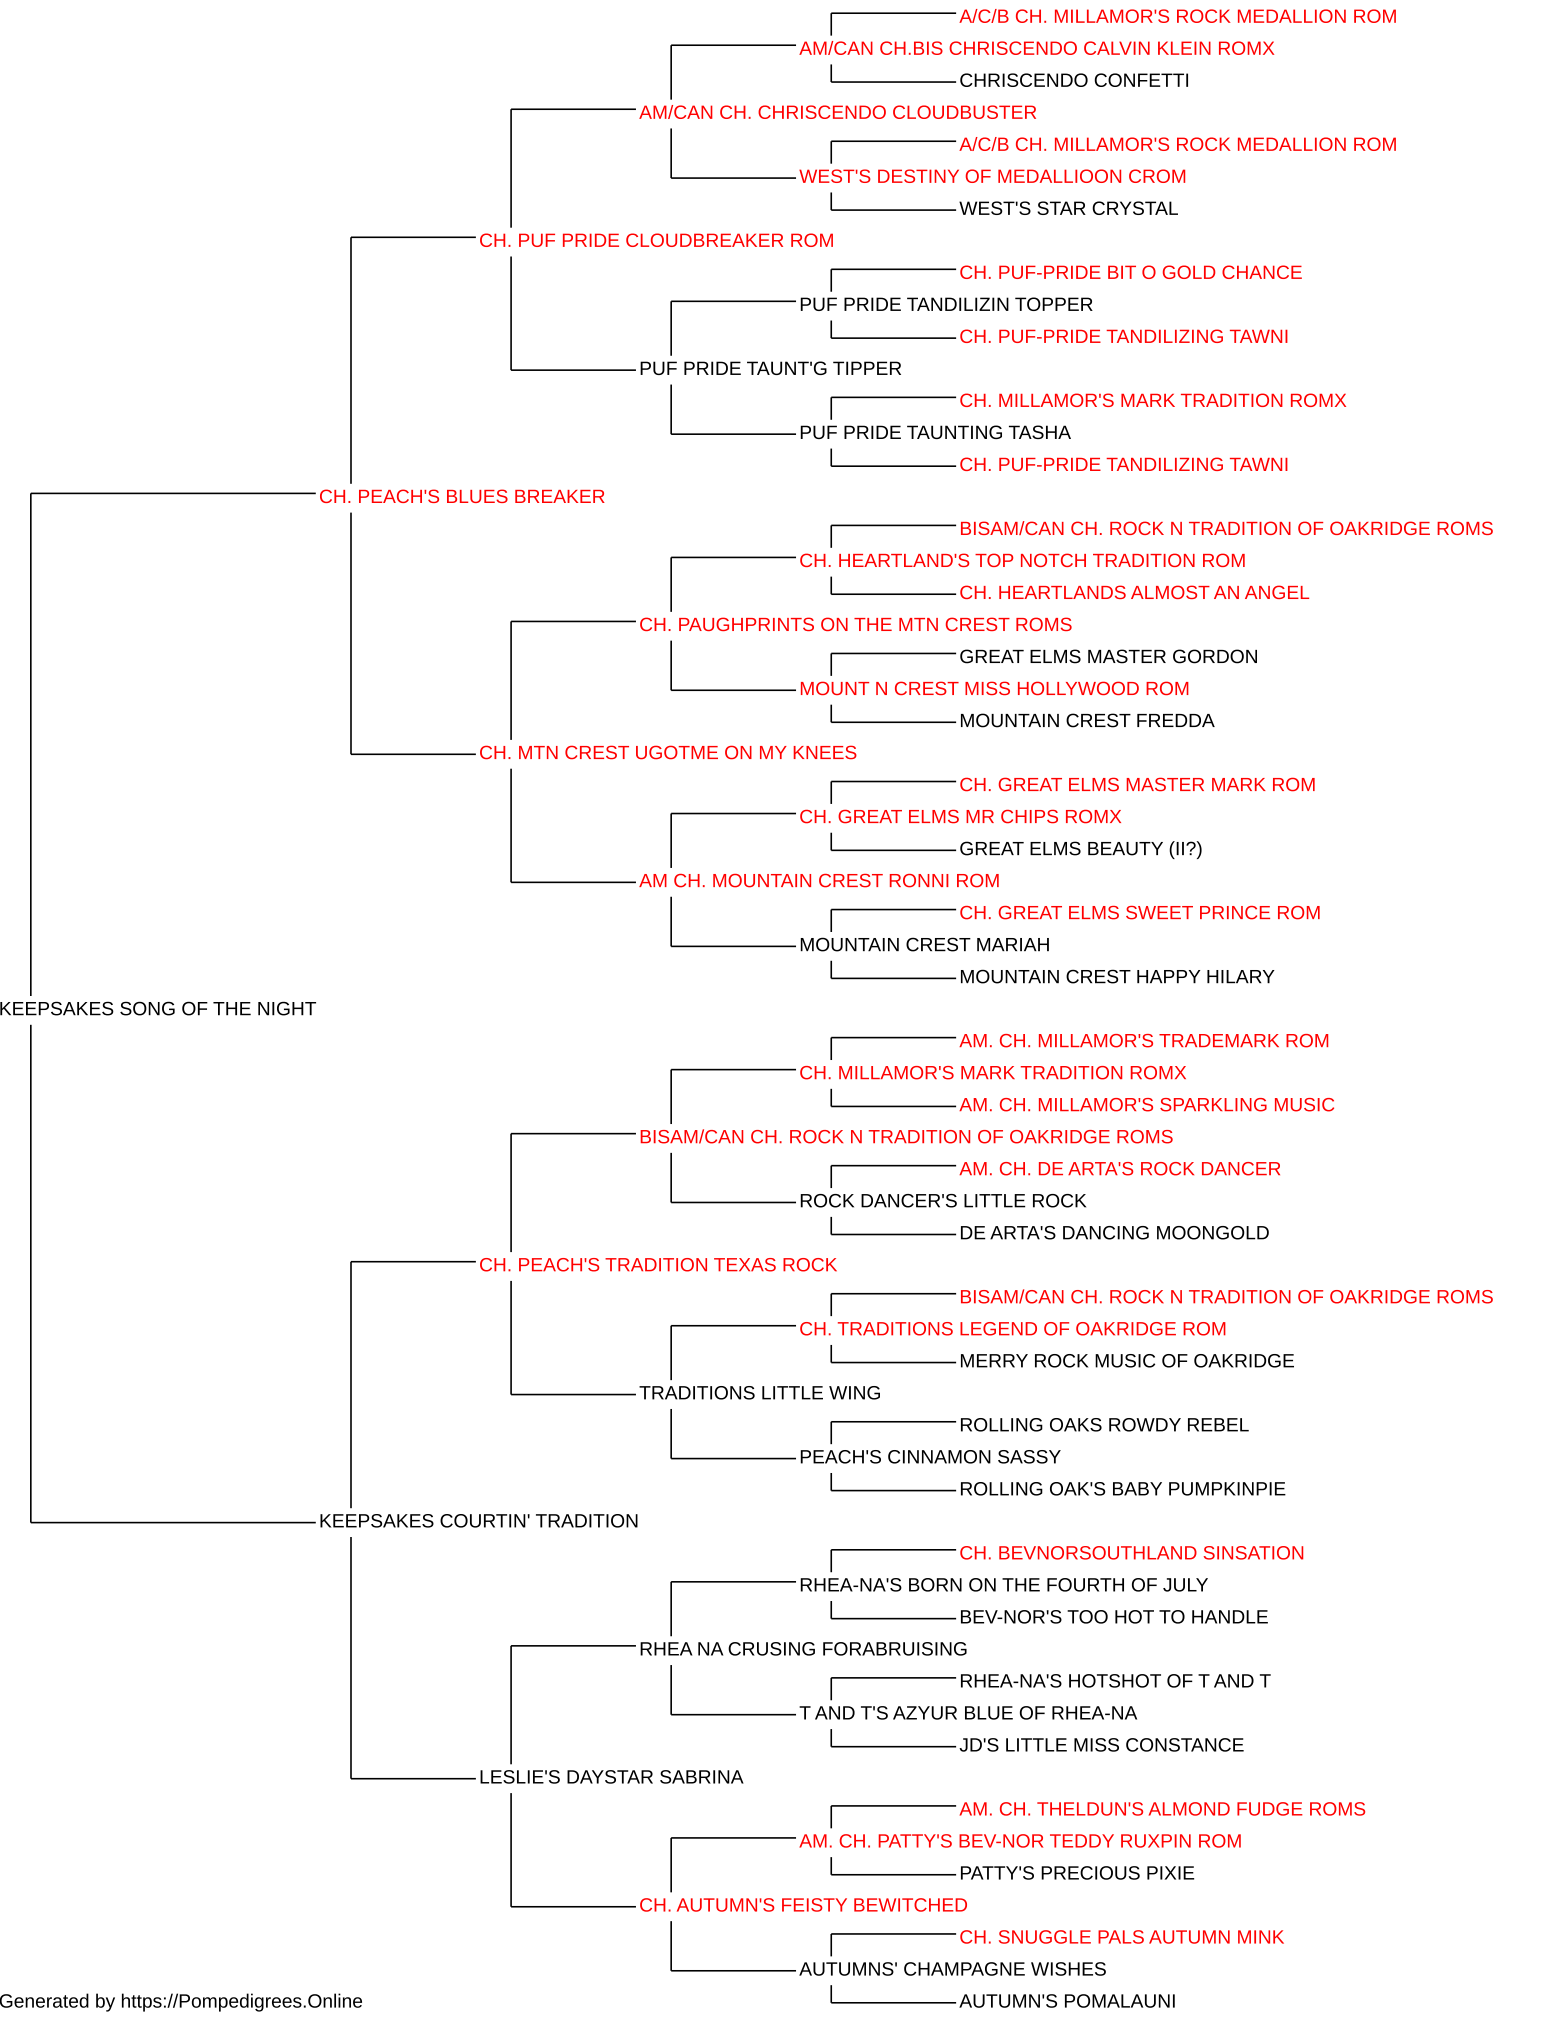 A/C/B CH. MILLAMOR'S ROCK MEDALLION ROM
AM/CAN CH.BIS CHRISCENDO CALVIN KLEIN ROMX
CHRISCENDO CONFETTI
AM/CAN CH. CHRISCENDO CLOUDBUSTER
A/C/B CH. MILLAMOR'S ROCK MEDALLION ROM
WEST'S DESTINY OF MEDALLIOON CROM
WEST'S STAR CRYSTAL
CH. PUF PRIDE CLOUDBREAKER ROM
CH. PUF-PRIDE BIT O GOLD CHANCE
PUF PRIDE TANDILIZIN TOPPER
CH. PUF-PRIDE TANDILIZING TAWNI
PUF PRIDE TAUNT'G TIPPER
CH. MILLAMOR'S MARK TRADITION ROMX
PUF PRIDE TAUNTING TASHA
CH. PUF-PRIDE TANDILIZING TAWNI
CH. PEACH'S BLUES BREAKER
BISAM/CAN CH. ROCK N TRADITION OF OAKRIDGE ROMS
CH. HEARTLAND'S TOP NOTCH TRADITION ROM
CH. HEARTLANDS ALMOST AN ANGEL
CH. PAUGHPRINTS ON THE MTN CREST ROMS
GREAT ELMS MASTER GORDON
MOUNT N CREST MISS HOLLYWOOD ROM
MOUNTAIN CREST FREDDA
CH. MTN CREST UGOTME ON MY KNEES
CH. GREAT ELMS MASTER MARK ROM
CH. GREAT ELMS MR CHIPS ROMX
GREAT ELMS BEAUTY (II?)
AM CH. MOUNTAIN CREST RONNI ROM
CH. GREAT ELMS SWEET PRINCE ROM
MOUNTAIN CREST MARIAH
MOUNTAIN CREST HAPPY HILARY
KEEPSAKES SONG OF THE NIGHT
AM. CH. MILLAMOR'S TRADEMARK ROM
CH. MILLAMOR'S MARK TRADITION ROMX
AM. CH. MILLAMOR'S SPARKLING MUSIC
BISAM/CAN CH. ROCK N TRADITION OF OAKRIDGE ROMS
AM. CH. DE ARTA'S ROCK DANCER
ROCK DANCER'S LITTLE ROCK
DE ARTA'S DANCING MOONGOLD
CH. PEACH'S TRADITION TEXAS ROCK
BISAM/CAN CH. ROCK N TRADITION OF OAKRIDGE ROMS
CH. TRADITIONS LEGEND OF OAKRIDGE ROM
MERRY ROCK MUSIC OF OAKRIDGE
TRADITIONS LITTLE WING
ROLLING OAKS ROWDY REBEL
PEACH'S CINNAMON SASSY
ROLLING OAK'S BABY PUMPKINPIE
KEEPSAKES COURTIN' TRADITION
CH. BEVNORSOUTHLAND SINSATION
RHEA-NA'S BORN ON THE FOURTH OF JULY
BEV-NOR'S TOO HOT TO HANDLE
RHEA NA CRUSING FORABRUISING
RHEA-NA'S HOTSHOT OF T AND T
T AND T'S AZYUR BLUE OF RHEA-NA
JD'S LITTLE MISS CONSTANCE
LESLIE'S DAYSTAR SABRINA
AM. CH. THELDUN'S ALMOND FUDGE ROMS
AM. CH. PATTY'S BEV-NOR TEDDY RUXPIN ROM
PATTY'S PRECIOUS PIXIE
CH. AUTUMN'S FEISTY BEWITCHED
CH. SNUGGLE PALS AUTUMN MINK
AUTUMNS' CHAMPAGNE WISHES
AUTUMN'S POMALAUNI
Generated by https://Pompedigrees.Online